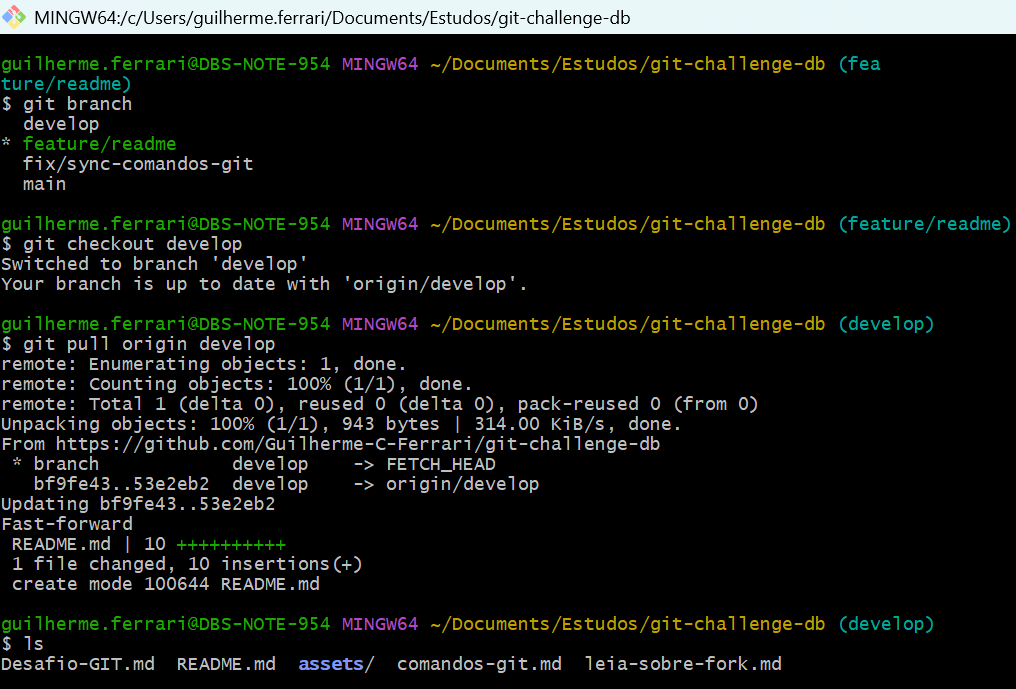 MINGW64:/c/Users/guilherme.ferrari/Documents/Estudos/git-challenge-db
guilherme.ferrari@DBS-NOTE-954 MINGW64 ~/Documents/Estudos/git-challenge-db (fea
ture/readme)
$ git branch
  develop
* feature/readme
  fix/sync-comandos-git
  main
guilherme.ferrari@DBS-NOTE-954 MINGW64 ~/Documents/Estudos/git-challenge-db (feature/readme)
$ git checkout develop
Switched to branch 'develop'
Your branch is up to date with 'origin/develop'.
guilherme.ferrari@DBS-NOTE-954 MINGW64 ~/Documents/Estudos/git-challenge-db (develop)
$ git pull origin develop
remote: Enumerating objects: 1, done.
remote: Counting objects: 100% (1/1), done.
remote: Total 1 (delta 0), reused 0 (delta 0), pack-reused 0 (from 0)
Unpacking objects: 100% (1/1), 943 bytes | 314.00 KiB/s, done.
From https://github.com/Guilherme-C-Ferrari/git-challenge-db
 * branch            develop    -> FETCH_HEAD
   bf9fe43..53e2eb2  develop    -> origin/develop
Updating bf9fe43..53e2eb2
Fast-forward
 README.md | 10 ++++++++++
 1 file changed, 10 insertions(+)
 create mode 100644 README.md
guilherme.ferrari@DBS-NOTE-954 MINGW64 ~/Documents/Estudos/git-challenge-db (develop)
$ ls
Desafio-GIT.md  README.md  assets/  comandos-git.md  leia-sobre-fork.md